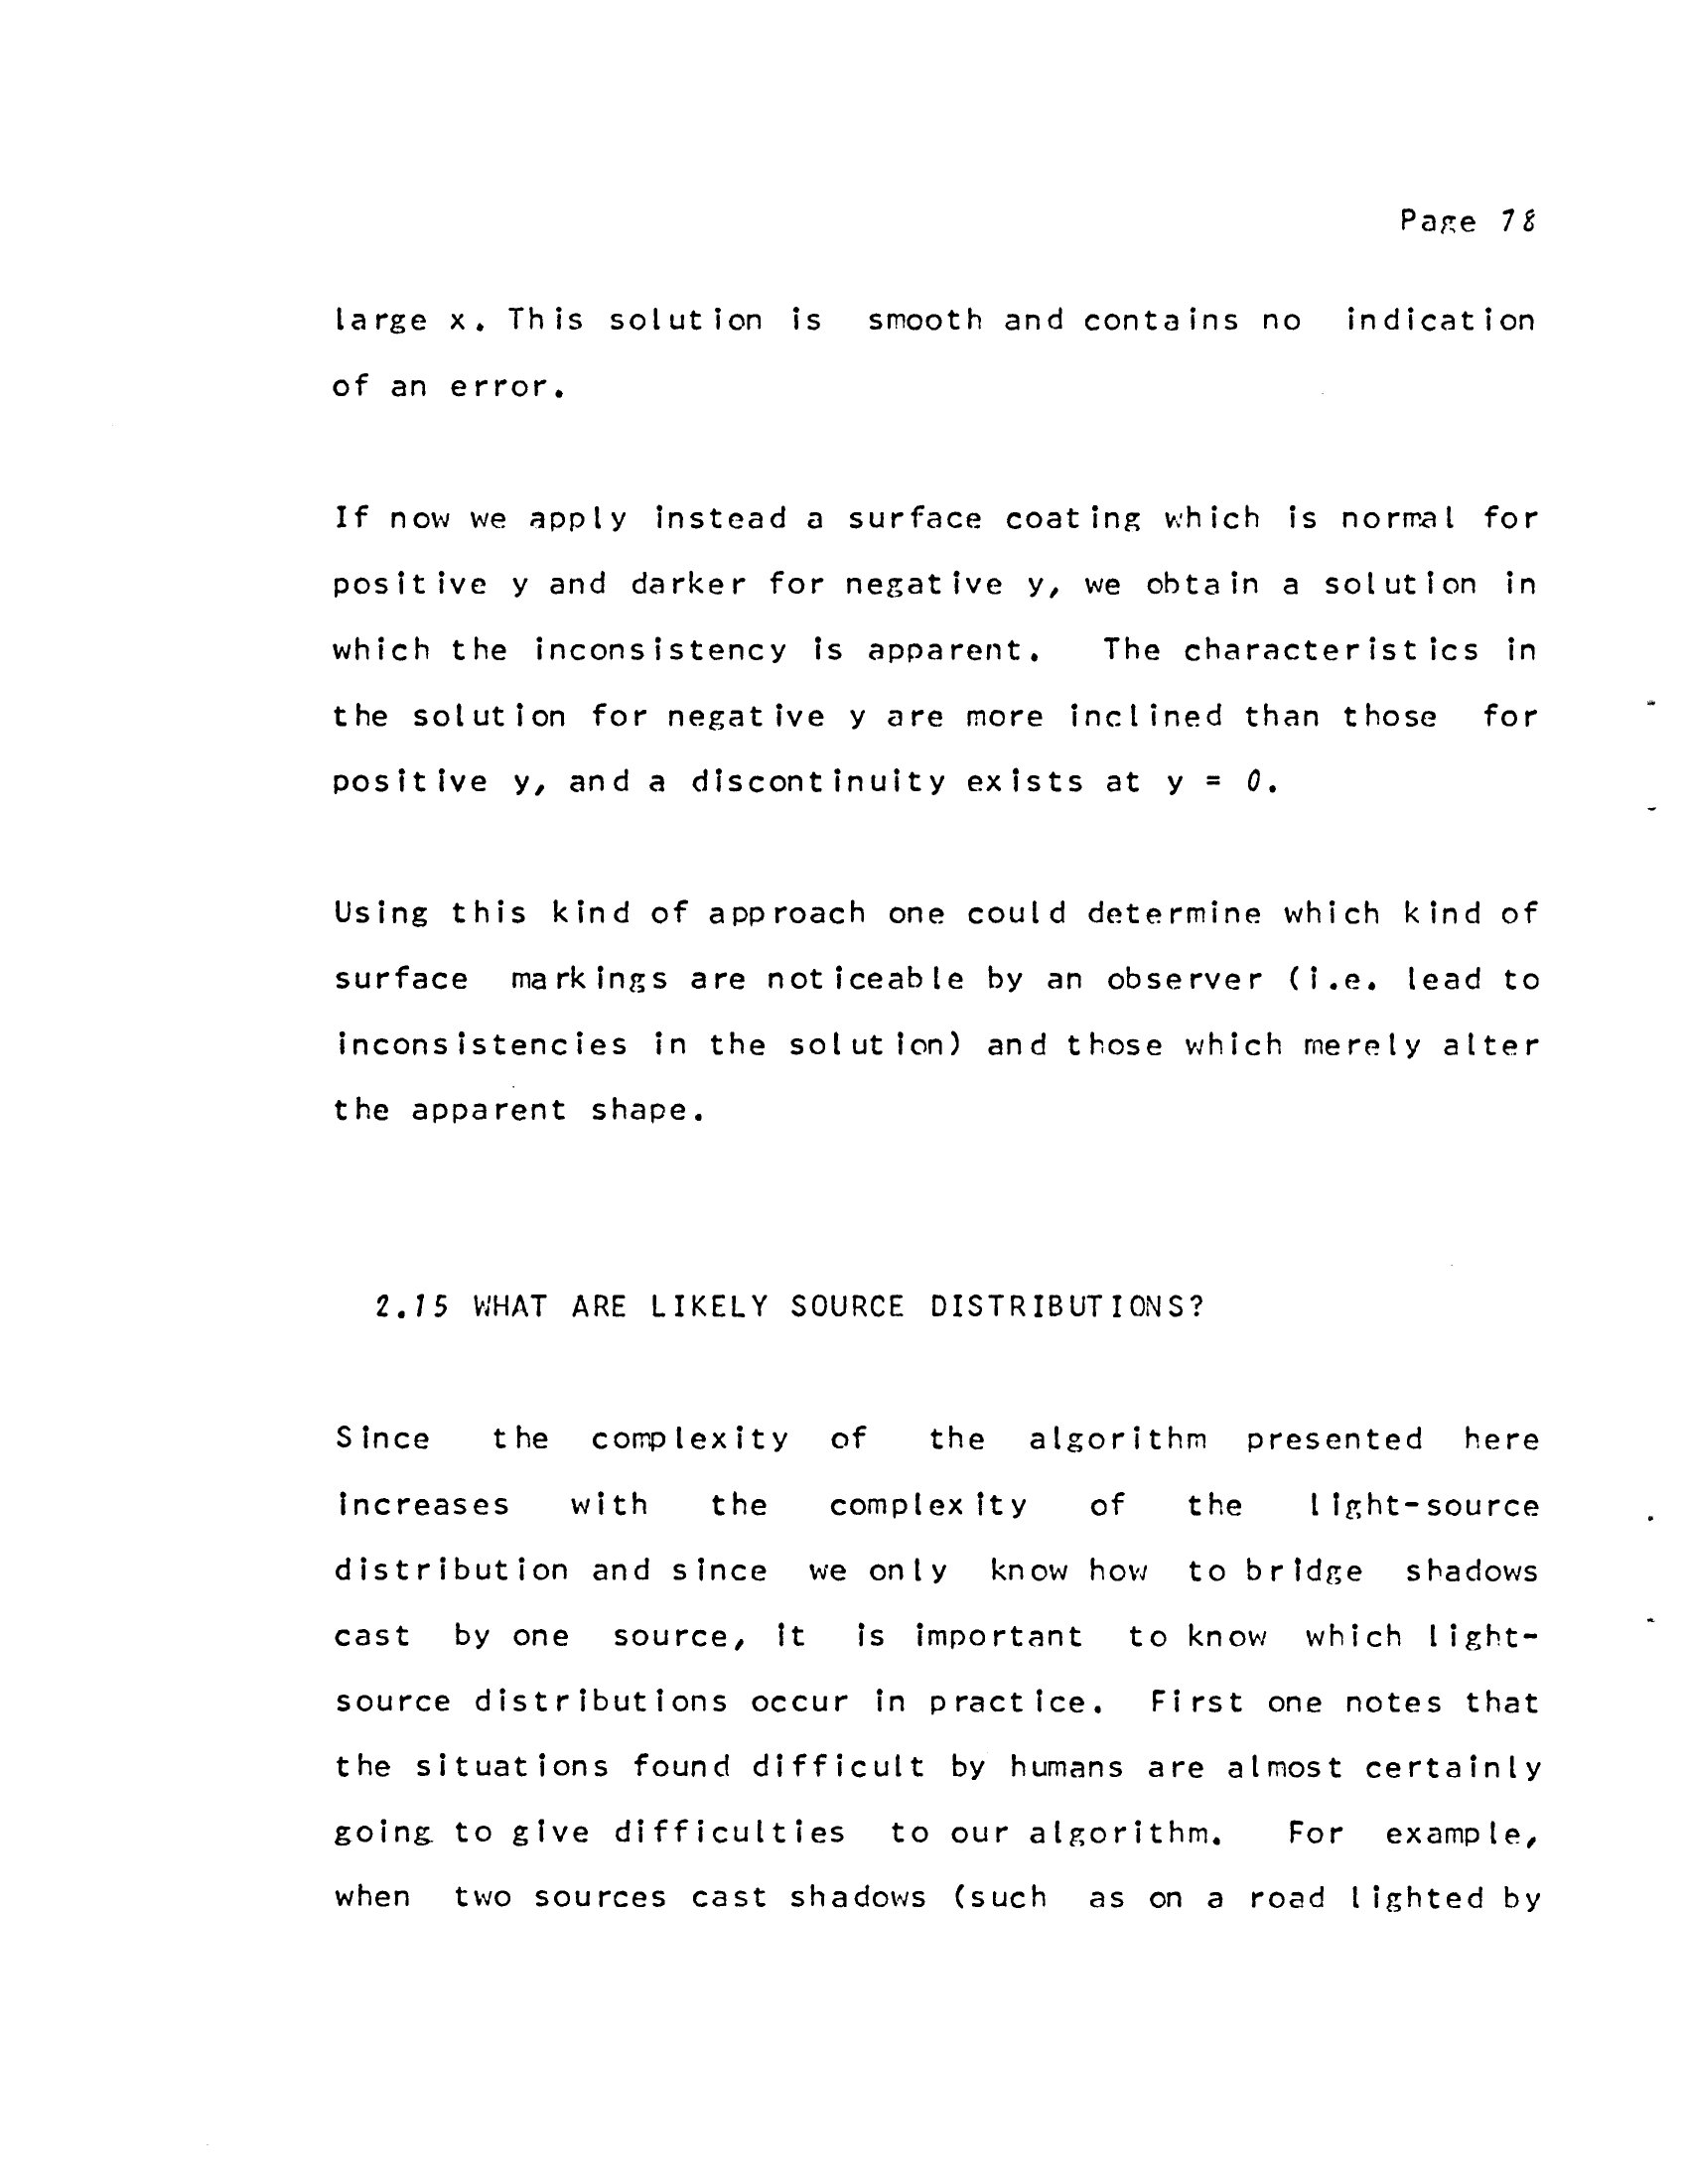 Page 78
large x. This solution is smooth and contains no indication
of an error.
If now we apply instead a surface coating which is normal for
positive y and darker for negative y, we obtain a solution in
which the inconsistency is apparent. The characteristics in
the solution for negative y are more inclined than those for
positive y, and a discontinuity exists at y = 0.
Using this kind of approach one could determine which kind of
surface markings are noticeable by an observer (i.e. lead to
inconsistencies in the solution) and those which merely alter
the apparent shape.
2.15 WHAT ARE LIKELY SOURCE DISTRIBUTIONS?
Since the complexity of the algorithm presented here
increases with the complexity of the light-source
distribution and since we only know how to bridge shadows
cast by one source, it is important to know which light-
source distributions occur in practice. First one notes that
the situations found difficult by humans are almost certainly
going to give difficulties to our algorithm. For example,
when two sources cast shadows (such as on a road lighted by